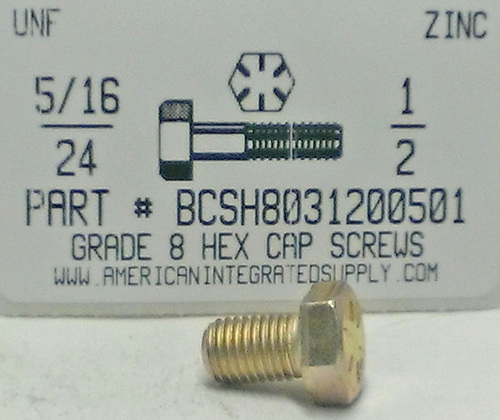 UNF ZINC
5/16 1
24 2
PART # BCSH8031200501
GRADE 8 HEX CAP SCREWS
WWW.AMERICANINTEGRATEDSUPPLY.COM